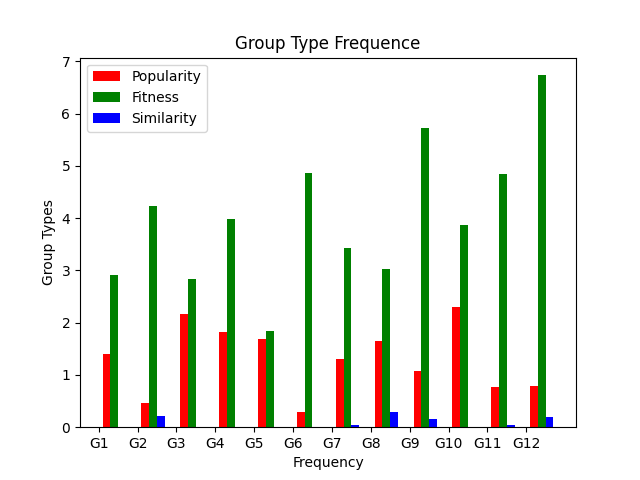 Group Type Frequence
Popularity
Fitness
Similarity
Group Types
7
6
5
4
3
2
1
0
G1 G2 G3 G4 G5 G6 G7 G8 G9 G10 G11 G12
Frequency